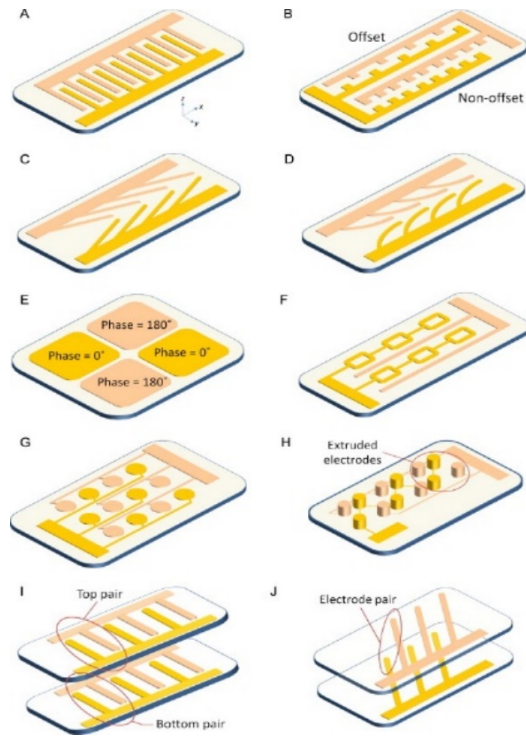 A
B
Offset
Non-offset
z
x
y
C
D
E
Phase = 180°
Phase = 0°
Phase = 0°
Phase = 180°
F
G
H
Extruded
electrodes
I
Top pair
Bottom pair
J
Electrode pair